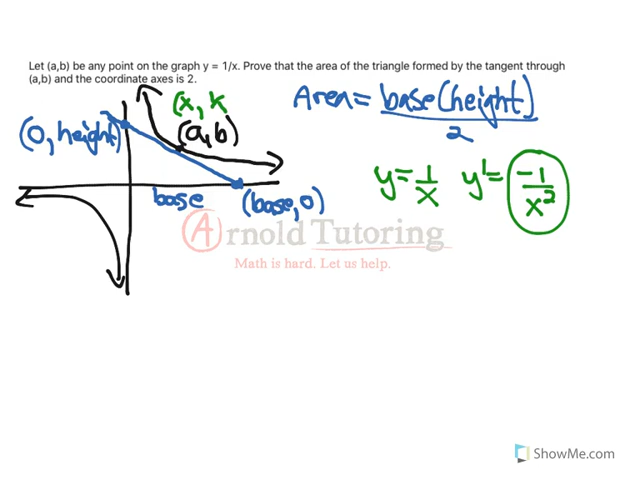 Let (a,b) be any point on the graph y = 1/x. Prove that the area of the triangle formed by the tangent through
(a,b) and the coordinate axes is 2.
(x, k
Area = base(height)
2
(0, height)
(a,b)
y = 1/x y' = -1/x²
base
(base, 0)
Arnold Tutoring
Math is hard. Let us help.
ShowMe.com